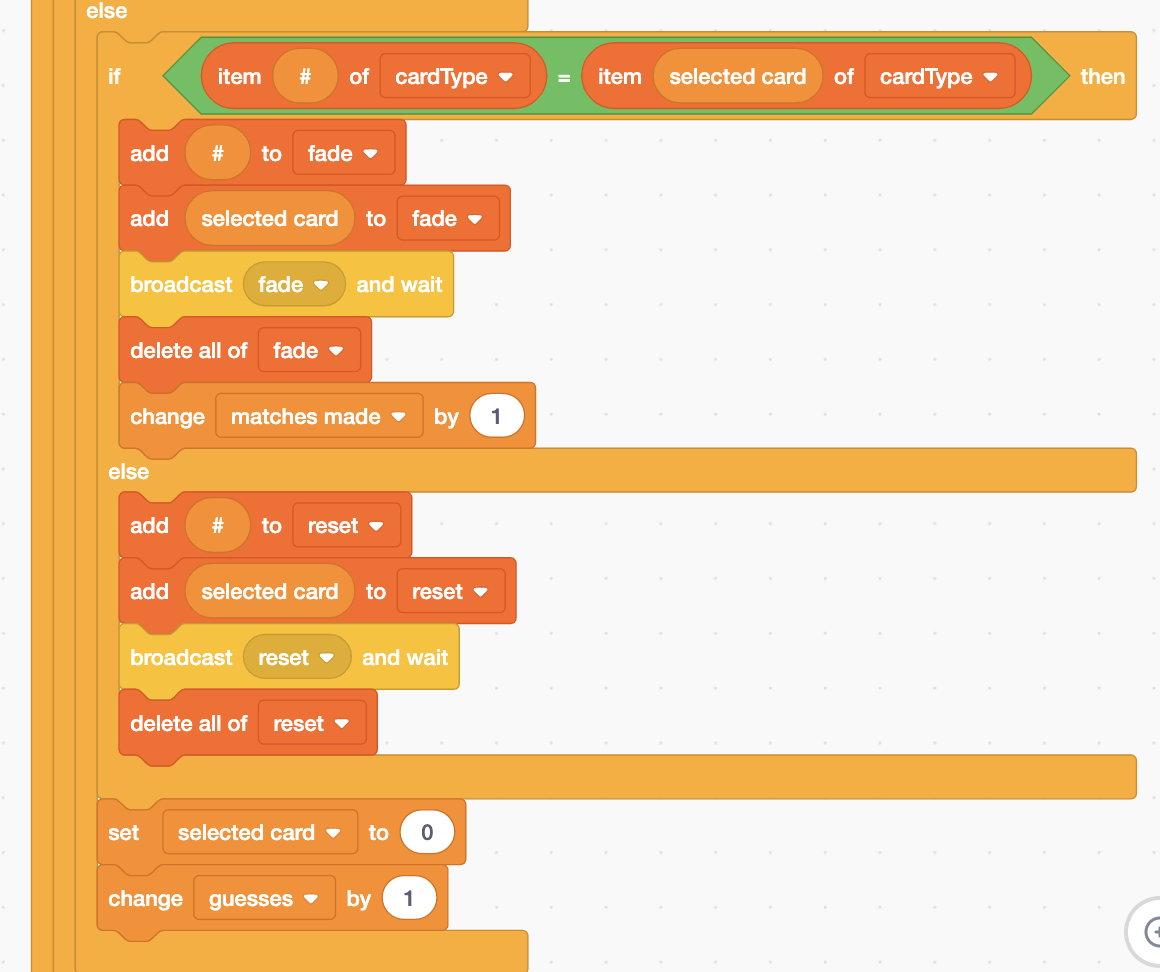 else
if item # of cardType = item selected card of cardType then
add # to fade
add selected card to fade
broadcast fade and wait
delete all of fade
change matches made by 1
else
add # to reset
add selected card to reset
broadcast reset and wait
delete all of reset
set selected card to 0
change guesses by 1